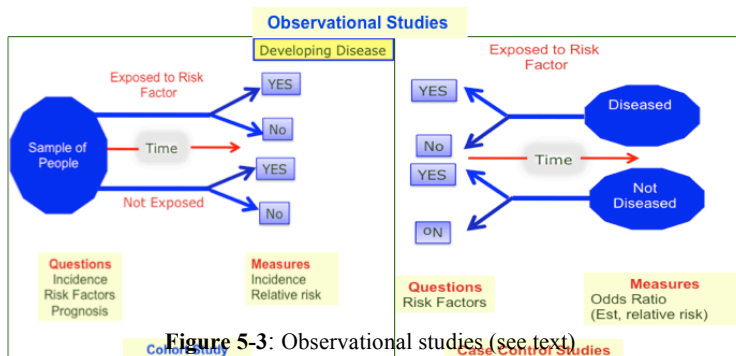 Observational Studies
Developing Disease
Exposed to Risk
Factor
YES
No
Sample of
People
Time
YES
Not Exposed
No
Questions
Incidence
Risk Factors
Prognosis
Measures
Incidence
Relative risk
Cohort Study
Exposed to Risk
Factor
YES
Diseased
No
Time
YES
Not
Diseased
No
Questions
Risk Factors
Measures
Odds Ratio
(Est, relative risk)
Case Control Studies
Figure 5-3: Observational studies (see text)